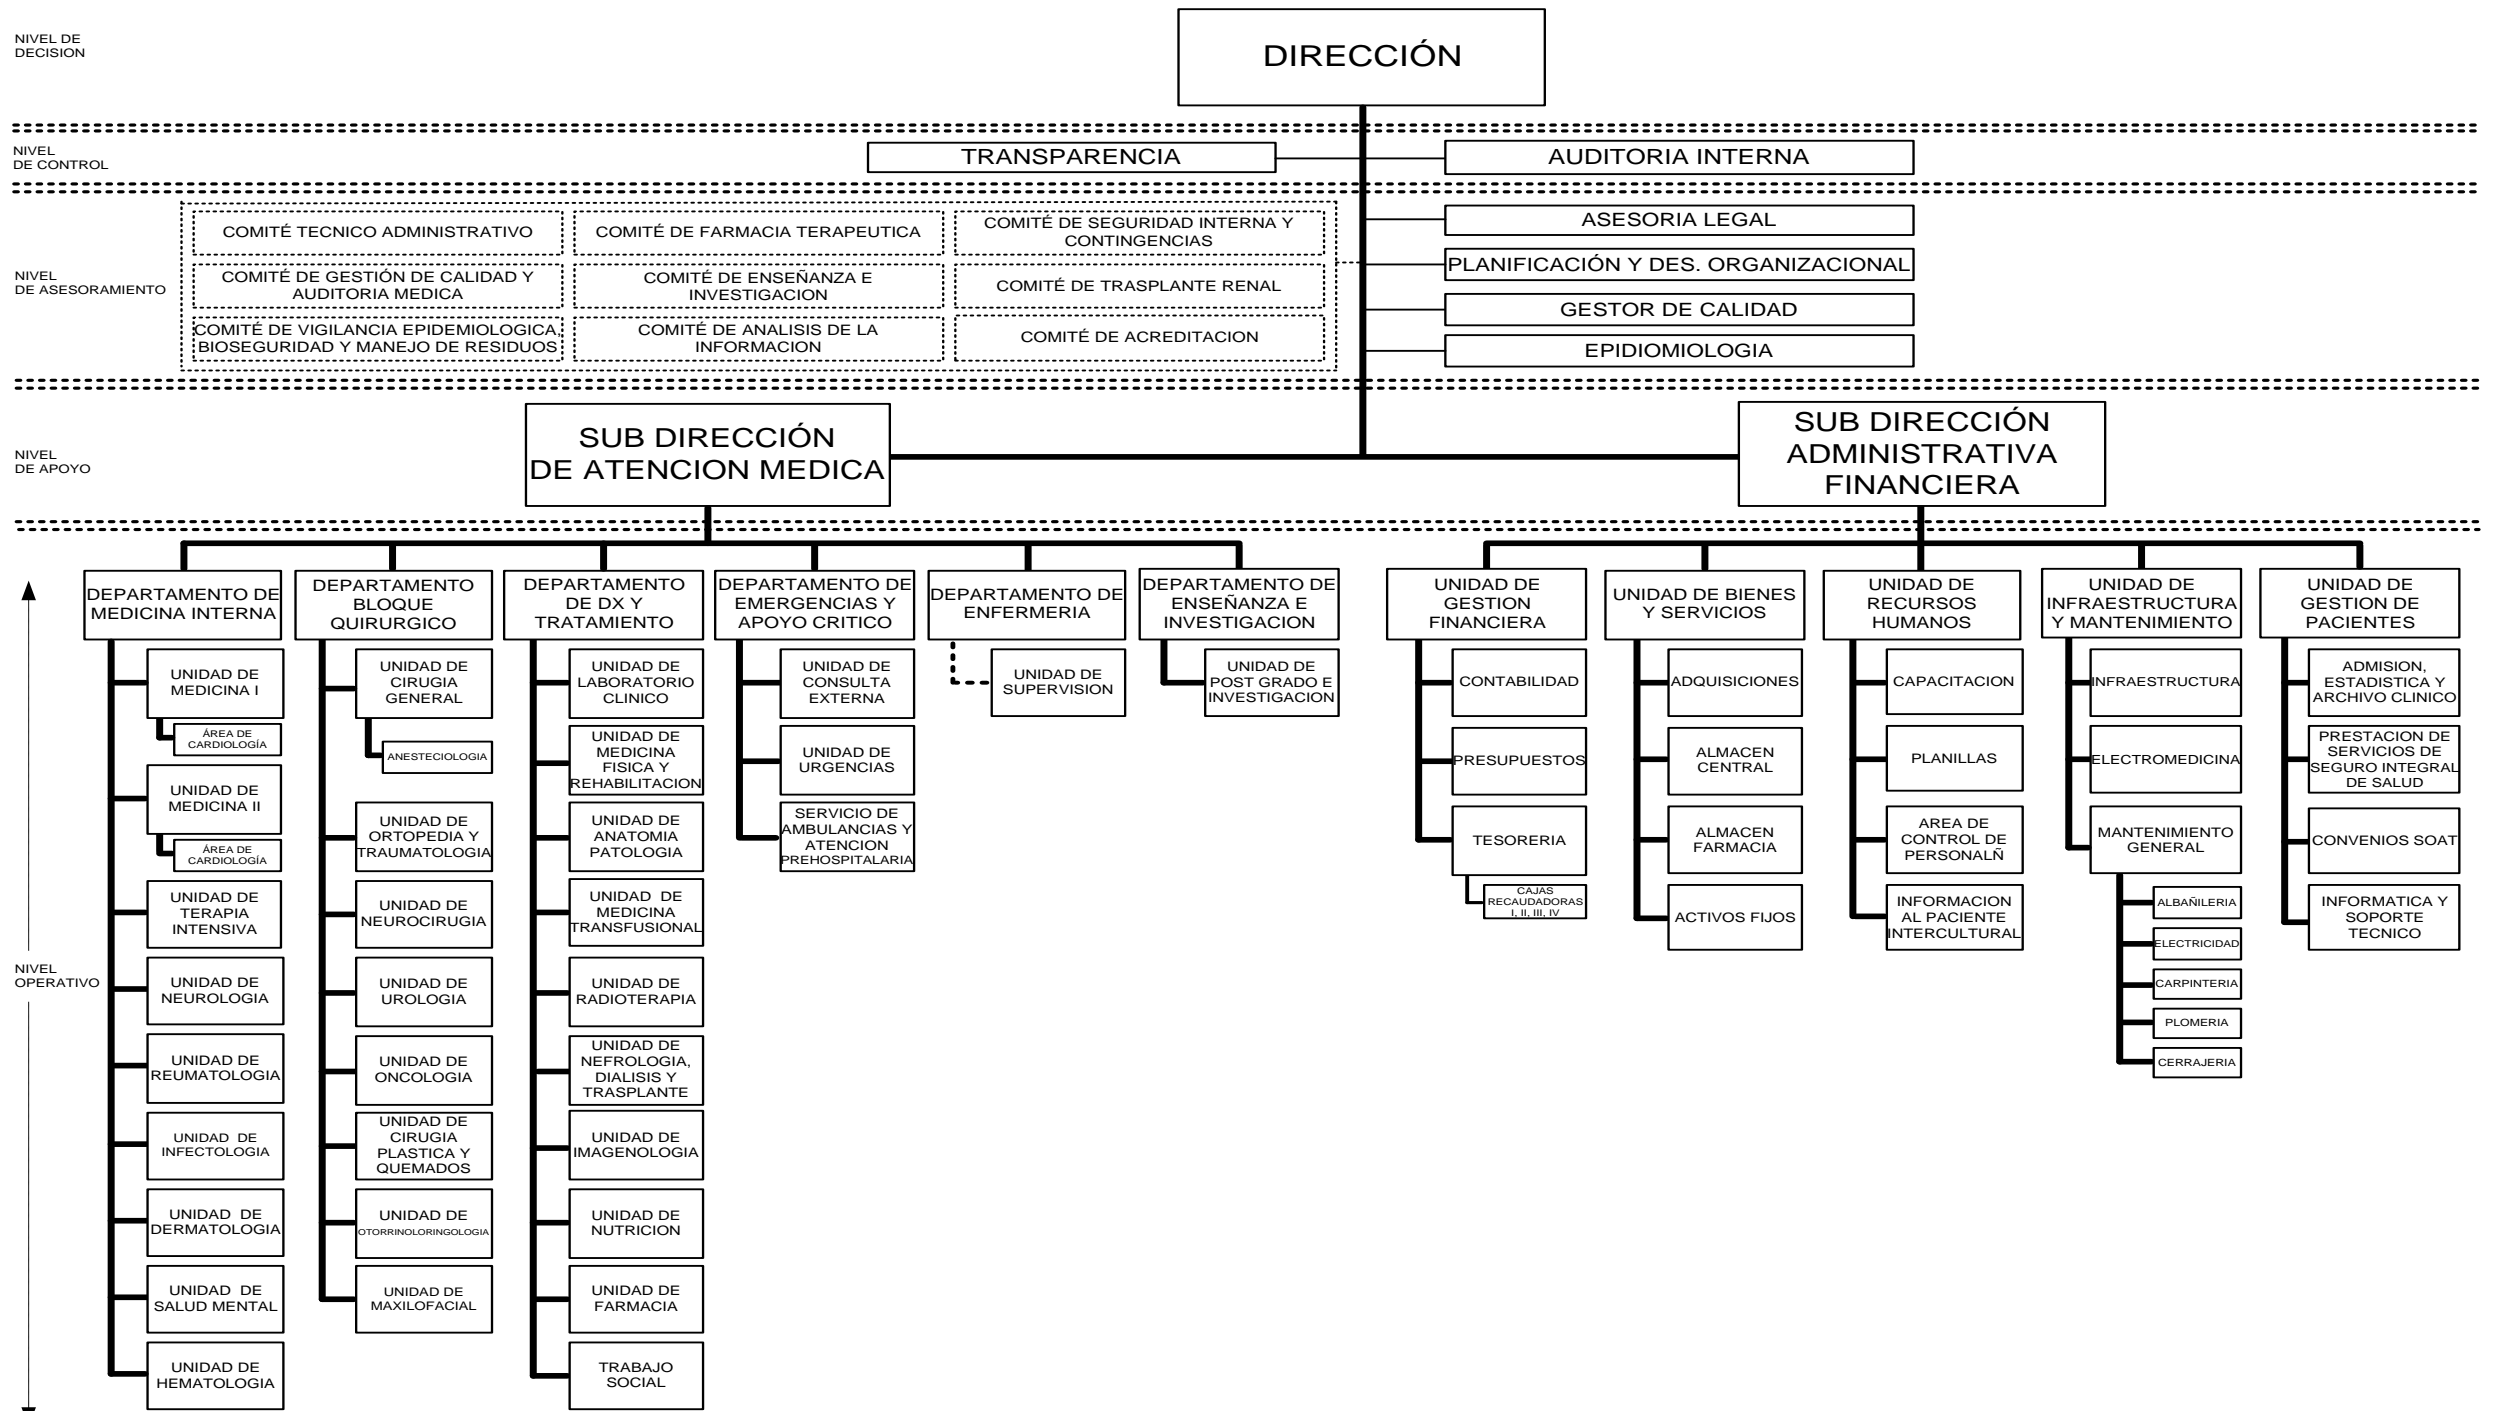 NIVEL DE
DECISION
DIRECCIÓN
NIVEL
DE CONTROL
TRANSPARENCIA
AUDITORIA INTERNA
NIVEL
DE ASESORAMIENTO
COMITÉ TECNICO ADMINISTRATIVO
COMITÉ DE FARMACIA TERAPEUTICA
COMITÉ DE SEGURIDAD INTERNA Y
CONTINGENCIAS
COMITÉ DE GESTIÓN DE CALIDAD Y
AUDITORIA MEDICA
COMITÉ DE ENSEÑANZA E
INVESTIGACION
COMITÉ DE TRASPLANTE RENAL
COMITÉ DE VIGILANCIA EPIDEMIOLOGICA,
BIOSEGURIDAD Y MANEJO DE RESIDUOS
COMITÉ DE ANALISIS DE LA
INFORMACION
COMITÉ DE ACREDITACION
ASESORIA LEGAL
PLANIFICACIÓN Y DES. ORGANIZACIONAL
GESTOR DE CALIDAD
EPIDIOMIOLOGIA
NIVEL
DE APOYO
SUB DIRECCIÓN
DE ATENCION MEDICA
SUB DIRECCIÓN
ADMINISTRATIVA
FINANCIERA
NIVEL
OPERATIVO
DEPARTAMENTO DE
MEDICINA INTERNA
UNIDAD DE
MEDICINA I
ÁREA DE
CARDIOLOGÍA
UNIDAD DE
MEDICINA II
ÁREA DE
CARDIOLOGÍA
UNIDAD DE
TERAPIA
INTENSIVA
UNIDAD DE
NEUROLOGIA
UNIDAD DE
REUMATOLOGIA
UNIDAD DE
INFECTOLOGIA
UNIDAD DE
DERMATOLOGIA
UNIDAD DE
SALUD MENTAL
UNIDAD DE
HEMATOLOGIA
DEPARTAMENTO
BLOQUE
QUIRURGICO
UNIDAD DE
CIRUGIA
GENERAL
ANESTECIOLOGIA
UNIDAD DE
ORTOPEDIA Y
TRAUMATOLOGIA
UNIDAD DE
NEUROCIRUGIA
UNIDAD DE
UROLOGIA
UNIDAD DE
ONCOLOGIA
UNIDAD DE
CIRUGIA
PLASTICA Y
QUEMADOS
UNIDAD DE
OTORRINOLORINGOLOGIA
UNIDAD DE
MAXILOFACIAL
DEPARTAMENTO
DE DX Y
TRATAMIENTO
UNIDAD DE
LABORATORIO
CLINICO
UNIDAD DE
MEDICINA
FISICA Y
REHABILITACION
UNIDAD DE
ANATOMIA
PATOLOGIA
UNIDAD DE
MEDICINA
TRANSFUSIONAL
UNIDAD DE
RADIOTERAPIA
UNIDAD DE
NEFROLOGIA,
DIALISIS Y
TRASPLANTE
UNIDAD DE
IMAGENOLOGIA
UNIDAD DE
NUTRICION
UNIDAD DE
FARMACIA
TRABAJO
SOCIAL
DEPARTAMENTO DE
EMERGENCIAS Y
APOYO CRITICO
UNIDAD DE
CONSULTA
EXTERNA
UNIDAD DE
URGENCIAS
SERVICIO DE
AMBULANCIAS Y
ATENCION
PREHOSPITALARIA
DEPARTAMENTO DE
ENFERMERIA
UNIDAD DE
SUPERVISION
DEPARTAMENTO DE
ENSEÑANZA E
INVESTIGACION
UNIDAD DE
POST GRADO E
INVESTIGACION
UNIDAD DE
GESTION
FINANCIERA
CONTABILIDAD
PRESUPUESTOS
TESORERIA
CAJAS
RECAUDADORAS
I, II, III, IV
UNIDAD DE BIENES
Y SERVICIOS
ADQUISICIONES
ALMACEN
CENTRAL
ALMACEN
FARMACIA
ACTIVOS FIJOS
UNIDAD DE
RECURSOS
HUMANOS
CAPACITACION
PLANILLAS
AREA DE
CONTROL DE
PERSONALÑ
INFORMACION
AL PACIENTE
INTERCULTURAL
UNIDAD DE
INFRAESTRUCTURA
Y MANTENIMIENTO
INFRAESTRUCTURA
ELECTROMEDICINA
MANTENIMIENTO
GENERAL
ALBAÑILERIA
ELECTRICIDAD
CARPINTERIA
PLOMERIA
CERRAJERIA
UNIDAD DE
GESTION DE
PACIENTES
ADMISION,
ESTADISTICA Y
ARCHIVO CLINICO
PRESTACION DE
SERVICIOS DE
SEGURO INTEGRAL
DE SALUD
CONVENIOS SOAT
INFORMATICA Y
SOPORTE
TECNICO